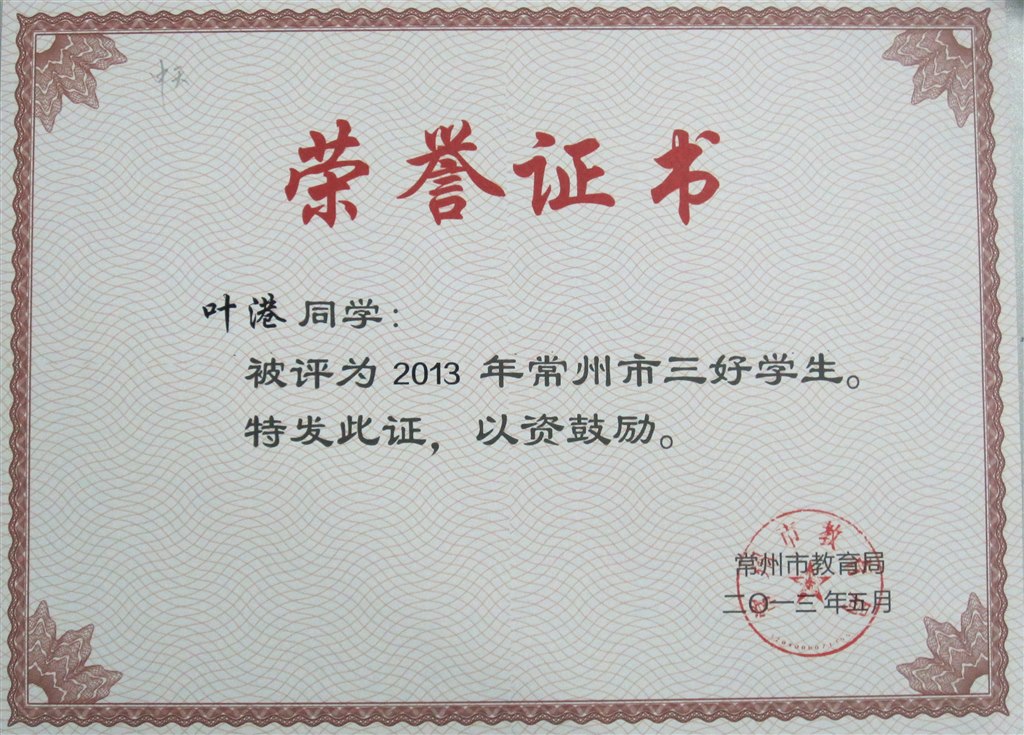 中天
荣誉证书
叶港 同学：
被评为 2013 年常州市三好学生。
特发此证，以资鼓励。
常州市教育局
二〇一三年五月